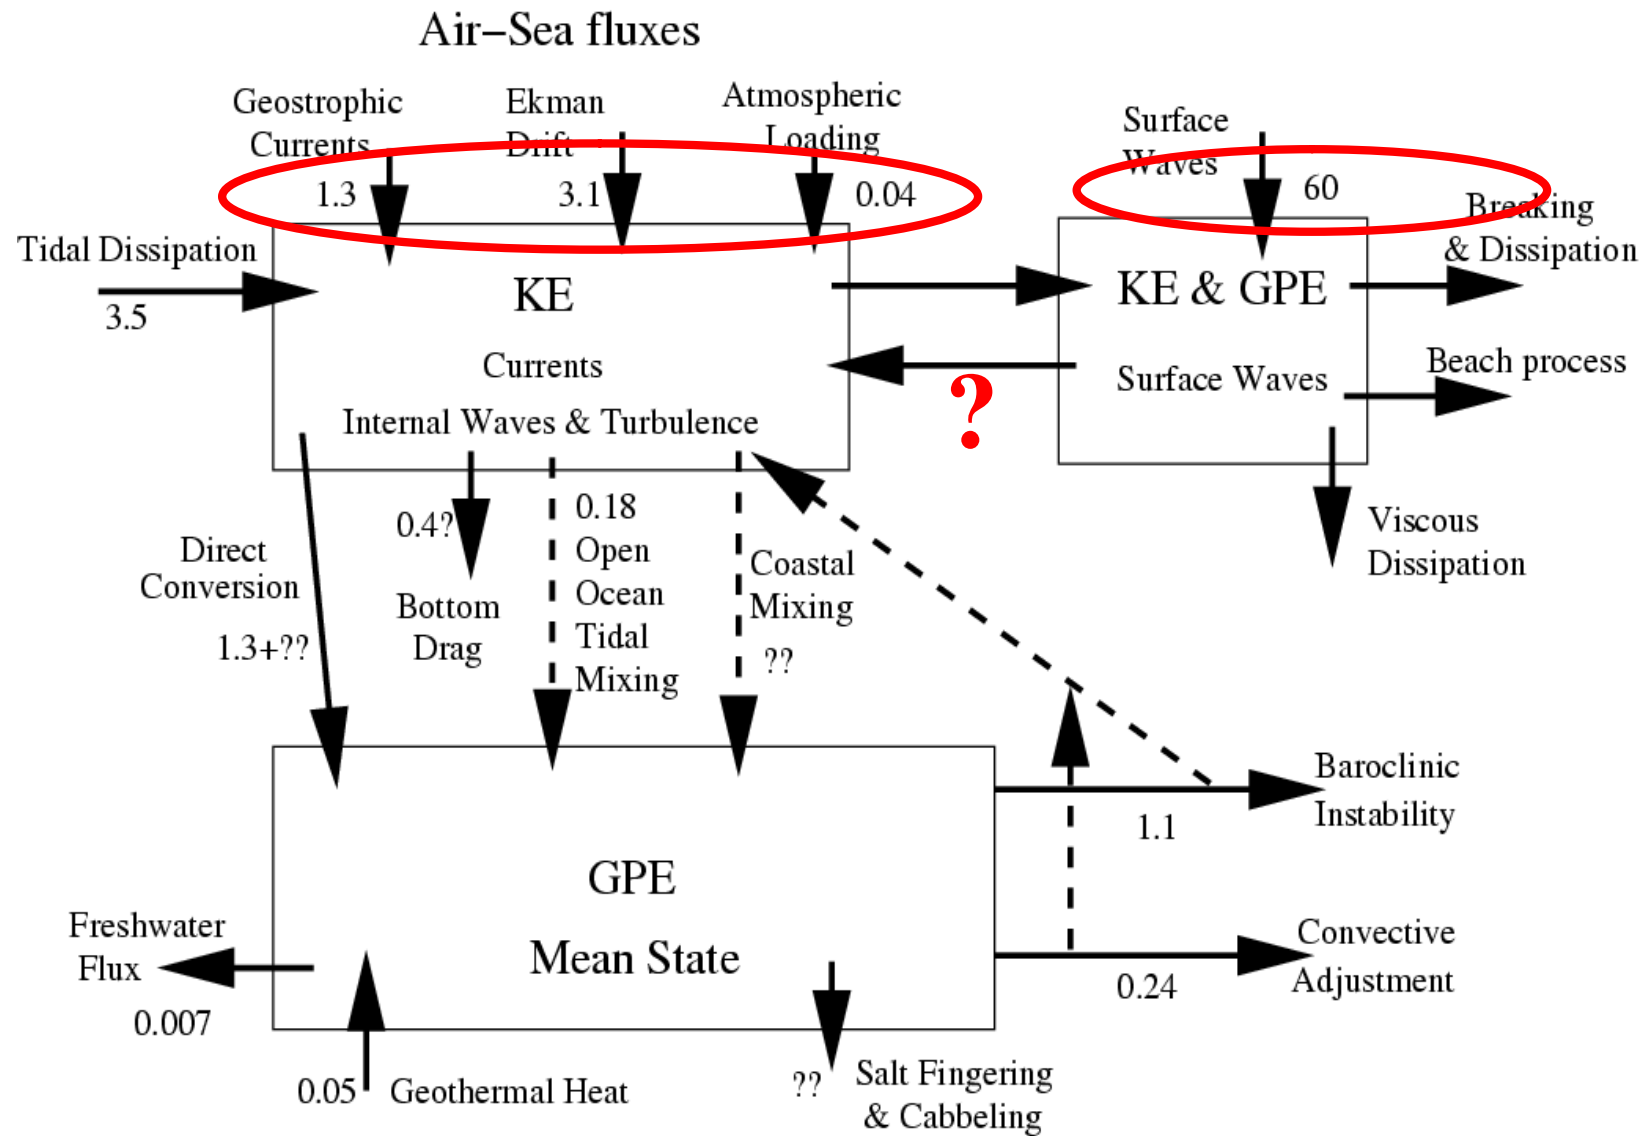 Air−Sea fluxes
Geostrophic
Currents
1.3
Ekman
Drift
3.1
Atmospheric
Loading
0.04
Surface
Waves
60
Breaking
& Dissipation
Tidal Dissipation
3.5
KE
Currents
Internal Waves & Turbulence
KE & GPE
Surface Waves
Beach process
?
Viscous
Dissipation
Direct
Conversion
1.3+??
0.4?
Bottom
Drag
0.18
Open
Ocean
Tidal
Mixing
Coastal
Mixing
??
Baroclinic
Instability
1.1
GPE
Mean State
Freshwater
Flux
0.007
Convective
Adjustment
0.24
0.05
Geothermal Heat
??
Salt Fingering
& Cabbeling